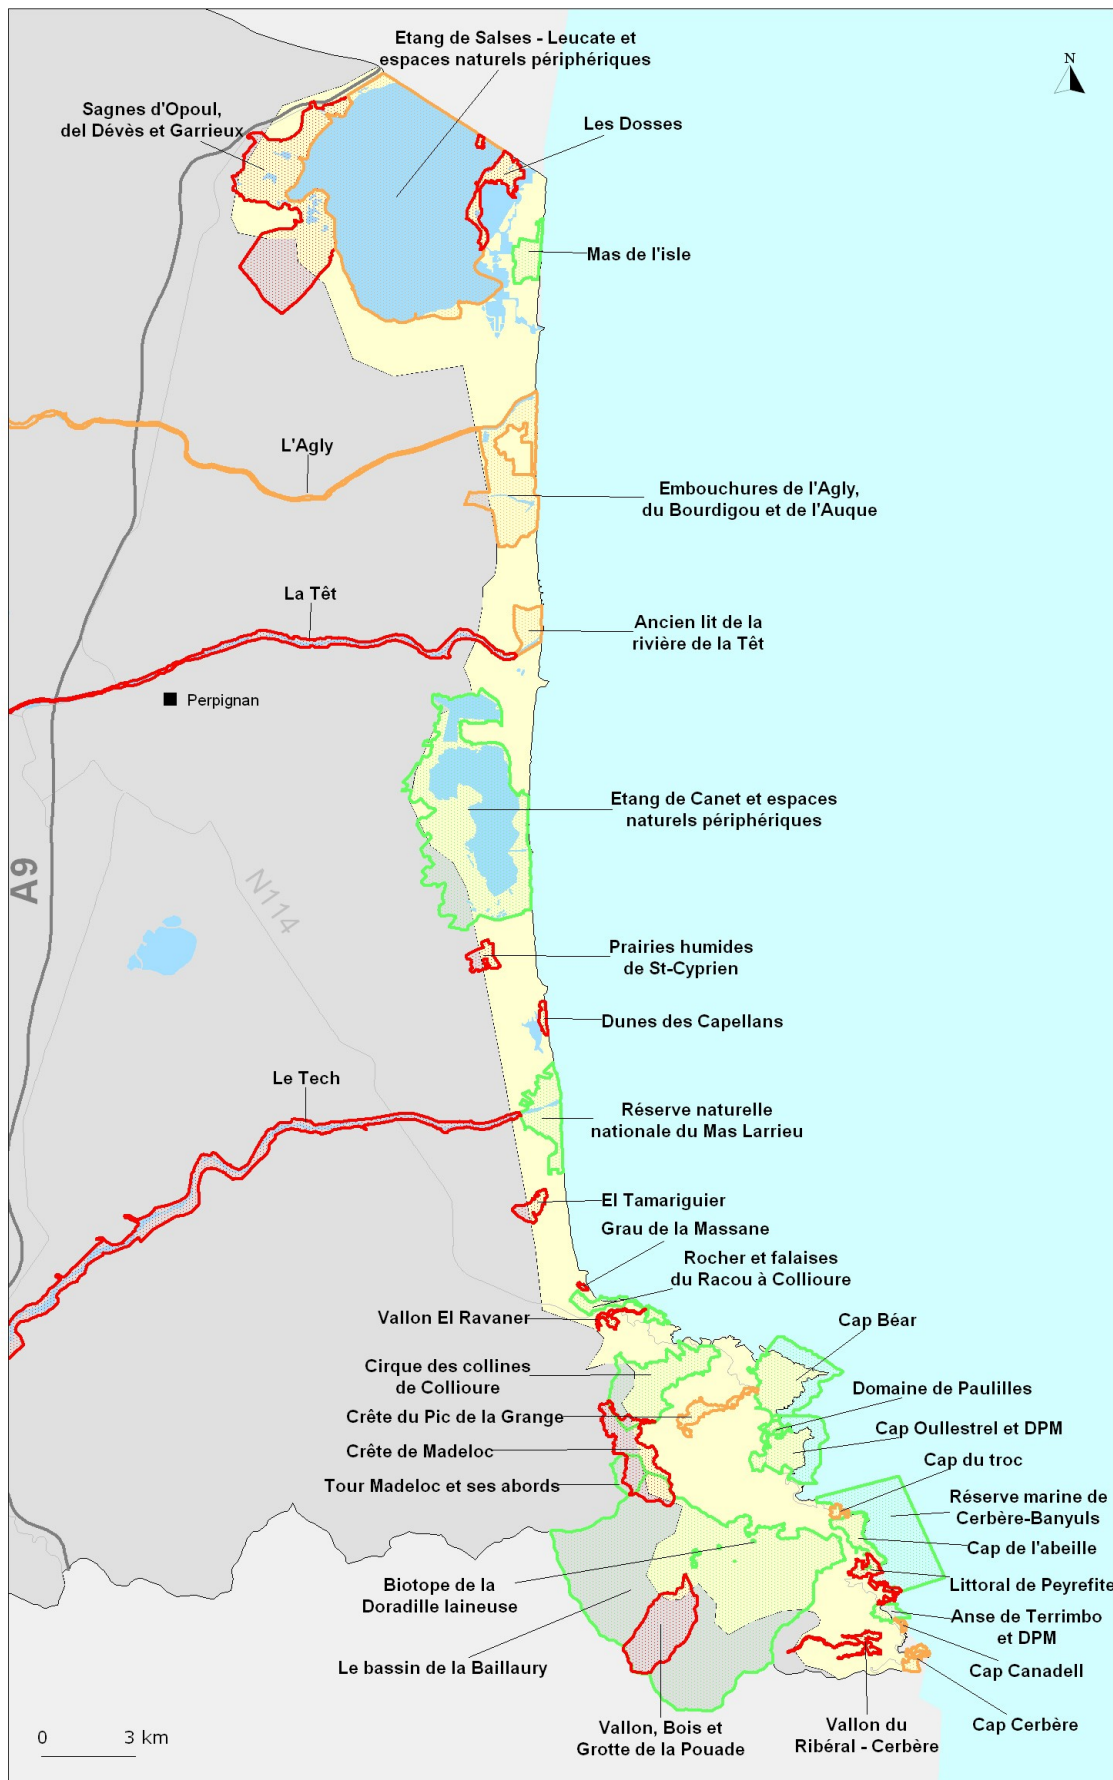 Etang de Salses - Leucate et
espaces naturels périphériques
N
Sagnes d'Opoul,
del Dévès et Garrieux
Les Dosses
Mas de l'isle
L'Agly
Embouchures de l'Agly,
du Bourdigou et de l'Auque
La Têt
Ancien lit de la
rivière de la Têt
Perpignan
Etang de Canet et espaces
naturels périphériques
A9
N114
Prairies humides
de St-Cyprien
Dunes des Capellans
Le Tech
Réserve naturelle
nationale du Mas Larrieu
El Tamariguier
Grau de la Massane
Rocher et falaises
du Racou à Collioure
Vallon El Ravaner
Cap Béar
Cirque des collines
de Collioure
Domaine de Paulilles
Crête du Pic de la Grange
Cap Oullestrel et DPM
Crête de Madeloc
Cap du troc
Tour Madeloc et ses abords
Réserve marine de
Cerbère-Banyuls
Cap de l'abeille
Biotope de la
Doradille laineuse
Littoral de Peyrefite
Anse de Terrimbo
et DPM
Le bassin de la Baillaury
Cap Canadell
Cap Cerbère
Vallon, Bois et
Grotte de la Pouade
Vallon du
Ribéral - Cerbère
0 3 km